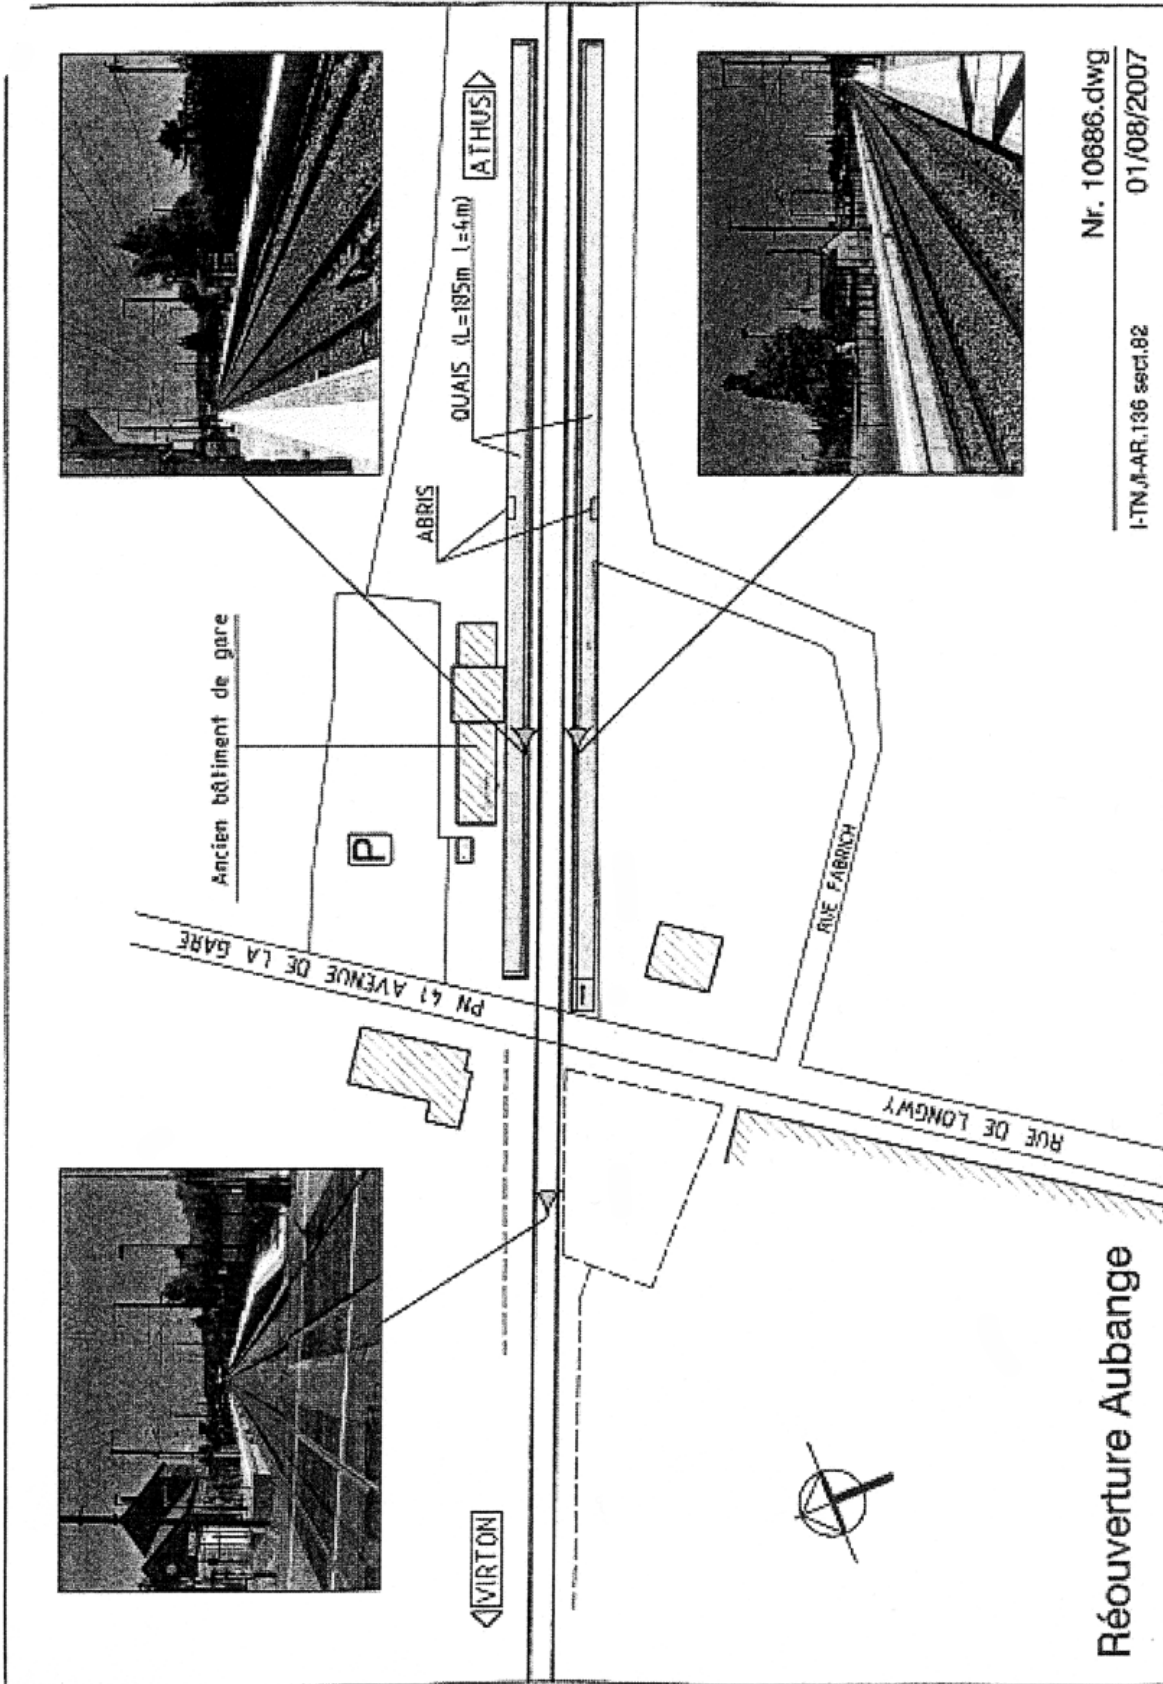 Ancien bâtiment de gare
ABRIS
QUAIS (L=185m l=4m)
ATHUS
VIRTON
P
PN 41 AVENUE DE LA GARE
RUE FABRICH
RUE DE LONGWY
Réouverture Aubange
I-TN./I-AR.136 sect.82
Nr. 10686.dwg
01/08/2007